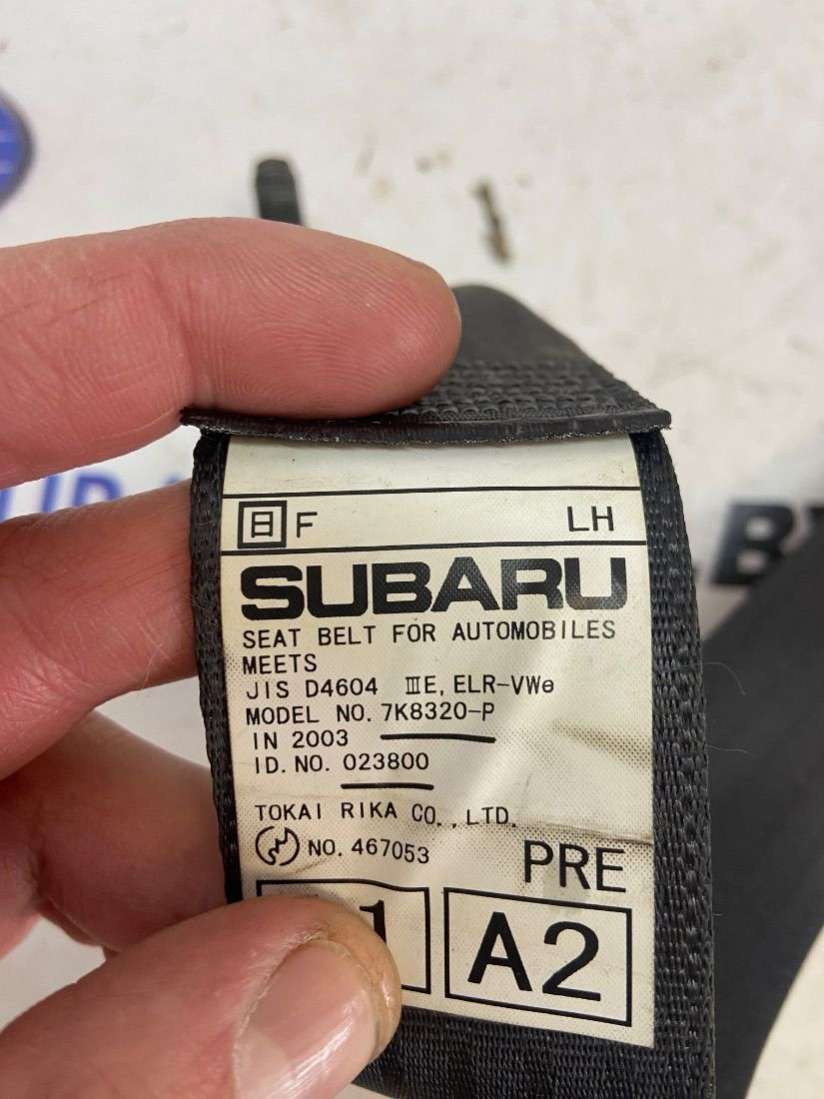 日 F LH
SUBARU
SEAT BELT FOR AUTOMOBILES
MEETS
JIS D4604 ⅢE, ELR-VWe
MODEL NO. 7K8320-P
IN 2003
ID. NO. 023800
TOKAI RIKA CO., LTD.
NO. 467053
PRE
A2